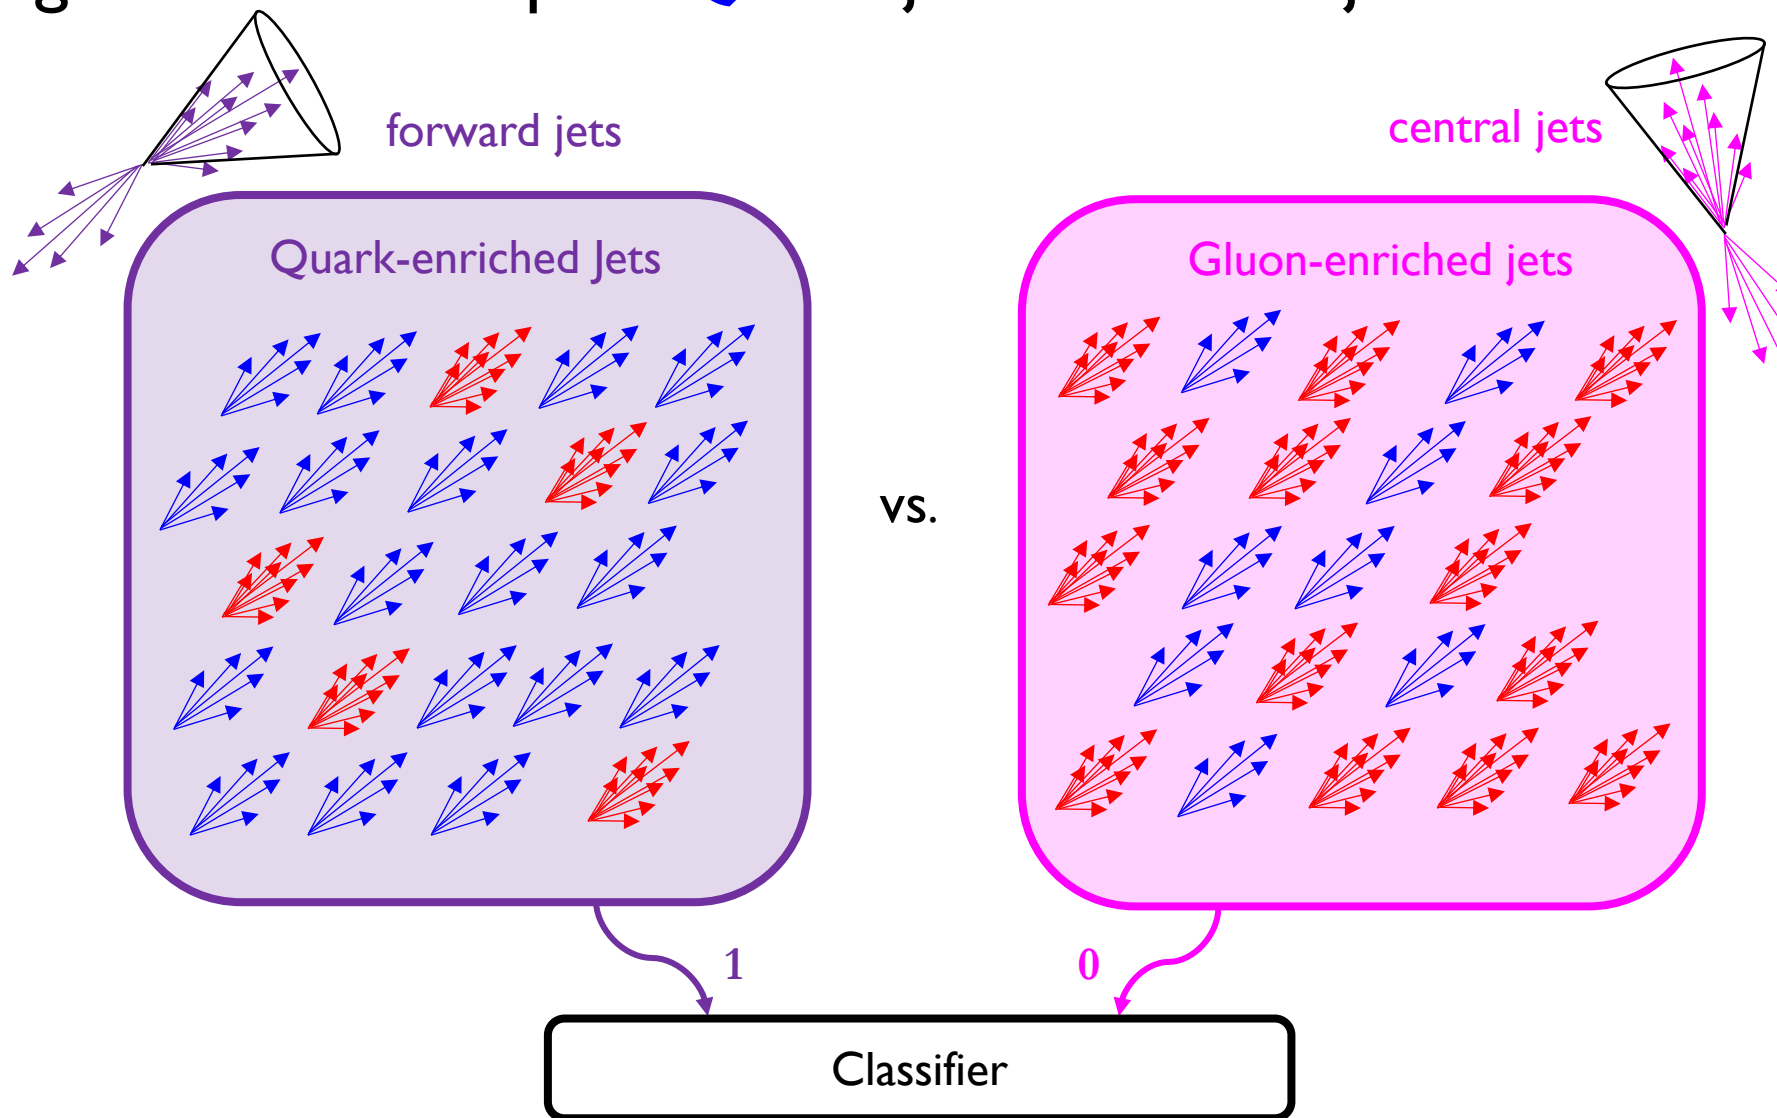 forward jets
central jets
Quark-enriched Jets
Gluon-enriched jets
vs.
1
0
Classifier